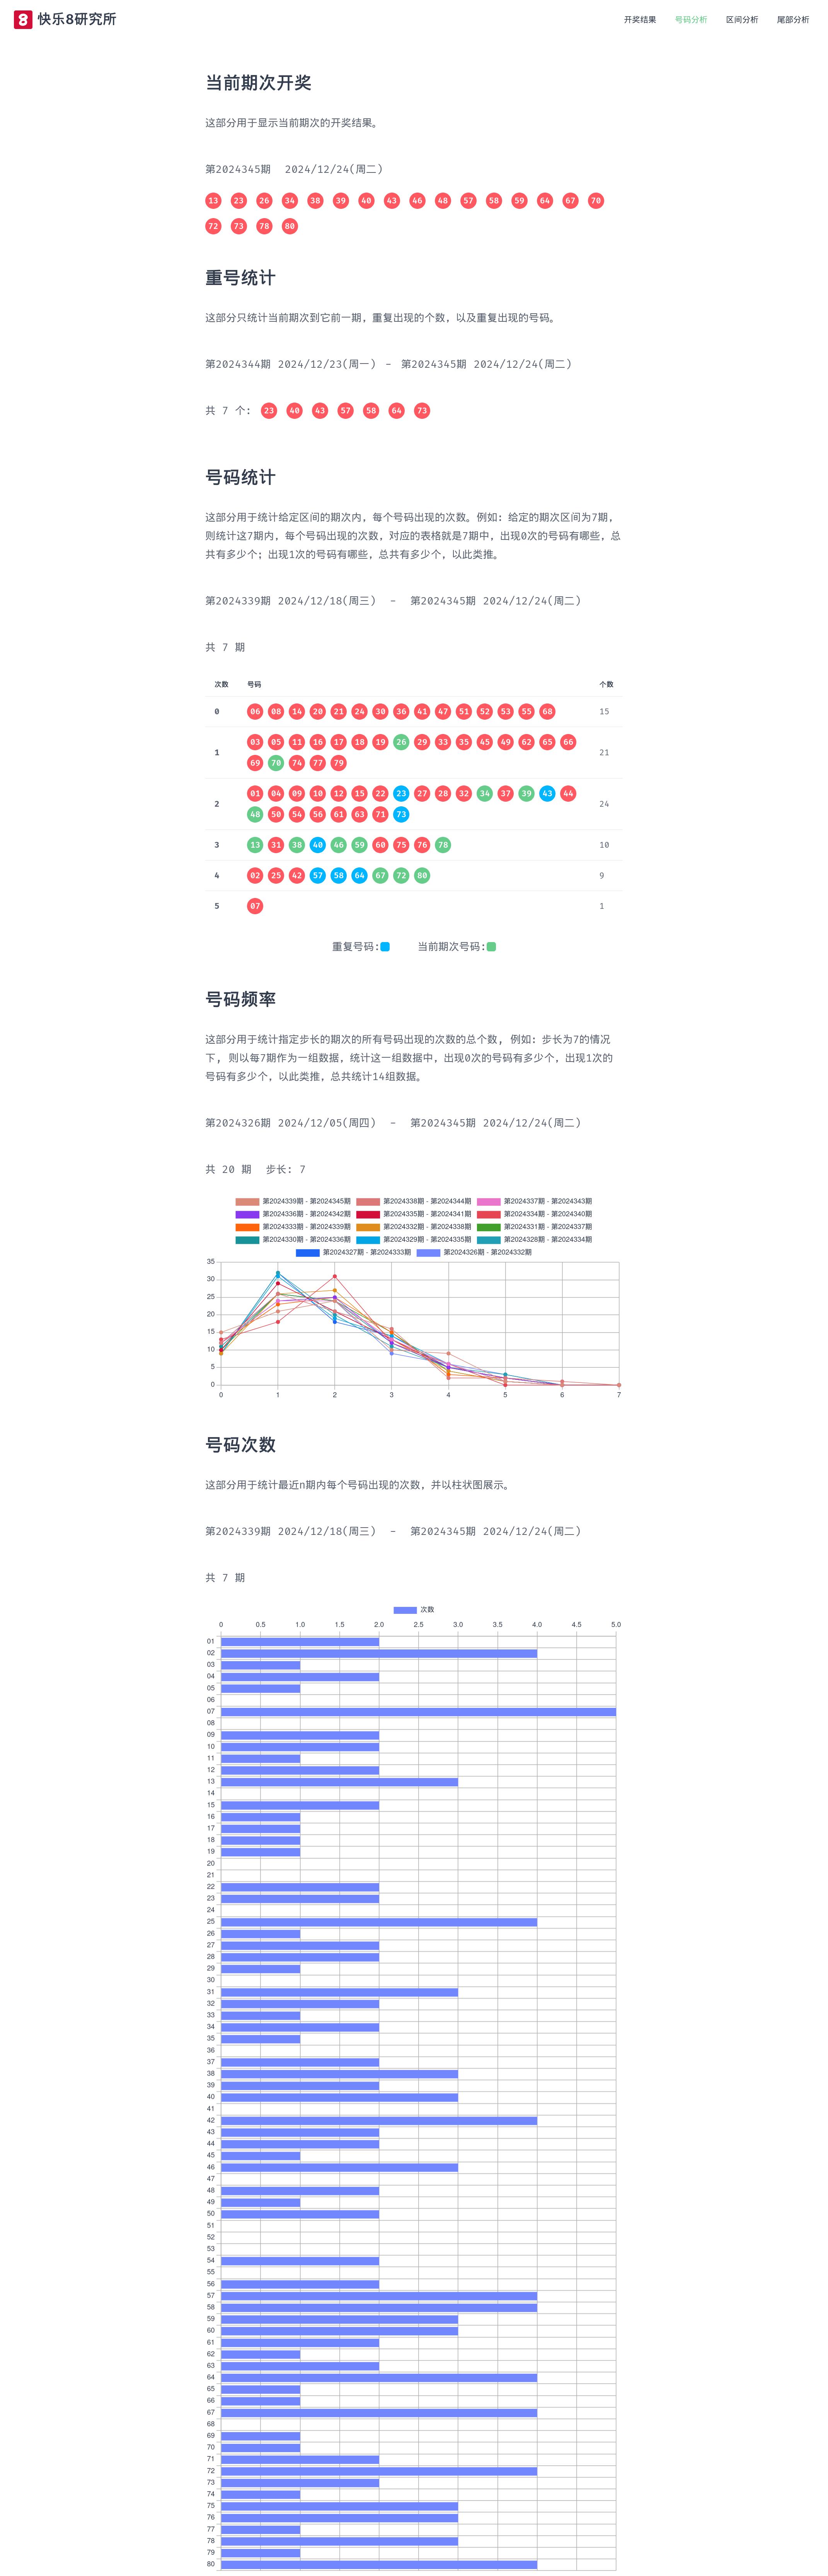 8 快乐8研究所
开奖结果 号码分析 区间分析 尾部分析
当前期次开奖
这部分用于显示当前期次的开奖结果。
第2024345期 2024/12/24(周二)
13 23 26 34 38 39 40 43 46 48 57 58 59 64 67 70
72 73 78 80
重号统计
这部分只统计当前期次到它前一期, 重复出现的个数, 以及重复出现的号码。
第2024344期 2024/12/23(周一) - 第2024345期 2024/12/24(周二)
共 7 个: 23 40 43 57 58 64 73
号码统计
这部分用于统计给定区间的期次内, 每个号码出现的次数。例如: 给定的期次区间为7期,
则统计这7期内, 每个号码出现的次数, 对应的表格就是7期中, 出现0次的号码有哪些, 总
共有多少个; 出现1次的号码有哪些, 总共有多少个, 以此类推。
第2024339期 2024/12/18(周三) - 第2024345期 2024/12/24(周二)
共 7 期
次数 号码 个数
0 06 08 14 20 21 24 30 36 41 47 51 52 53 55 68 15
1 03 05 11 16 17 18 19 26 29 33 35 45 49 62 65 66 21
69 70 74 77 79
2 01 04 09 10 12 15 22 23 27 28 32 34 37 39 43 44 24
48 50 54 56 61 63 71 73
3 13 31 38 40 46 59 60 75 76 78 10
4 02 25 42 57 58 64 67 72 80 9
5 07 1
重复号码: 当前期次号码:
号码频率
这部分用于统计指定步长的期次的所有号码出现的次数的总个数, 例如: 步长为7的情况
下, 则以每7期作为一组数据, 统计这一组数据中, 出现0次的号码有多少个, 出现1次的
号码有多少个, 以此类推, 总共统计14组数据。
第2024326期 2024/12/05(周四) - 第2024345期 2024/12/24(周二)
共 20 期 步长: 7
第2024339期 - 第2024345期 第2024338期 - 第2024344期 第2024337期 - 第2024343期
第2024336期 - 第2024342期 第2024335期 - 第2024341期 第2024334期 - 第2024340期
第2024333期 - 第2024339期 第2024332期 - 第2024338期 第2024331期 - 第2024337期
第2024330期 - 第2024336期 第2024329期 - 第2024335期 第2024328期 - 第2024334期
第2024327期 - 第2024333期 第2024326期 - 第2024332期
35
30
25
20
15
10
5
0
0 1 2 3 4 5 6 7
号码次数
这部分用于统计最近n期内每个号码出现的次数, 并以柱状图展示。
第2024339期 2024/12/18(周三) - 第2024345期 2024/12/24(周二)
共 7 期
次数
0 0.5 1.0 1.5 2.0 2.5 3.0 3.5 4.0 4.5 5.0
01
02
03
04
05
06
07
08
09
10
11
12
13
14
15
16
17
18
19
20
21
22
23
24
25
26
27
28
29
30
31
32
33
34
35
36
37
38
39
40
41
42
43
44
45
46
47
48
49
50
51
52
53
54
55
56
57
58
59
60
61
62
63
64
65
66
67
68
69
70
71
72
73
74
75
76
77
78
79
80